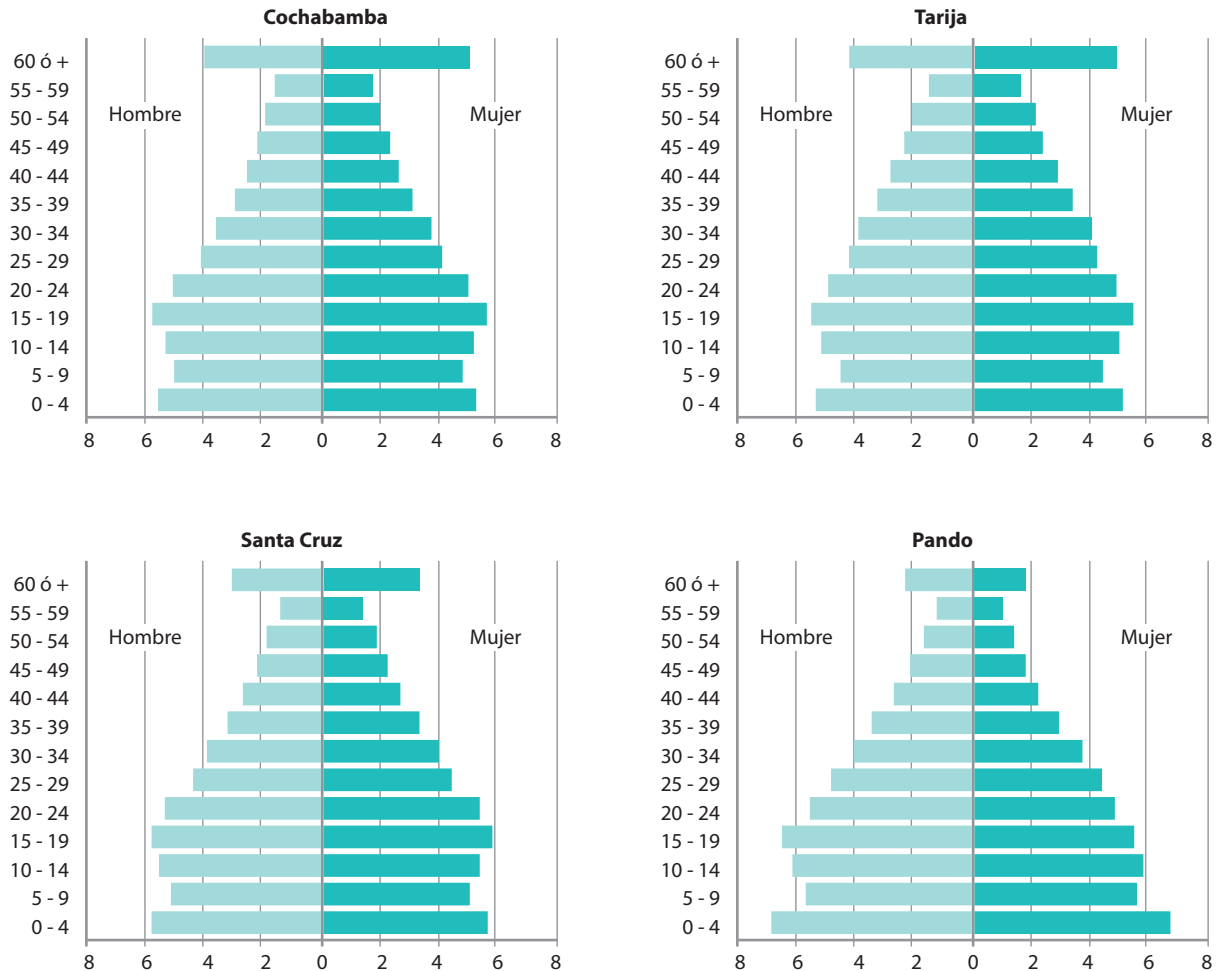 Cochabamba
60 ó +
55 - 59
Hombre
Mujer
50 - 54
45 - 49
40 - 44
35 - 39
30 - 34
25 - 29
20 - 24
15 - 19
10 - 14
5 - 9
0 - 4
8 6 4 2 0 2 4 6 8
Tarija
60 ó +
55 - 59
Hombre
Mujer
50 - 54
45 - 49
40 - 44
35 - 39
30 - 34
25 - 29
20 - 24
15 - 19
10 - 14
5 - 9
0 - 4
8 6 4 2 0 2 4 6 8
Santa Cruz
60 ó +
55 - 59
Hombre
Mujer
50 - 54
45 - 49
40 - 44
35 - 39
30 - 34
25 - 29
20 - 24
15 - 19
10 - 14
5 - 9
0 - 4
8 6 4 2 0 2 4 6 8
Pando
60 ó +
55 - 59
Hombre
Mujer
50 - 54
45 - 49
40 - 44
35 - 39
30 - 34
25 - 29
20 - 24
15 - 19
10 - 14
5 - 9
0 - 4
8 6 4 2 0 2 4 6 8